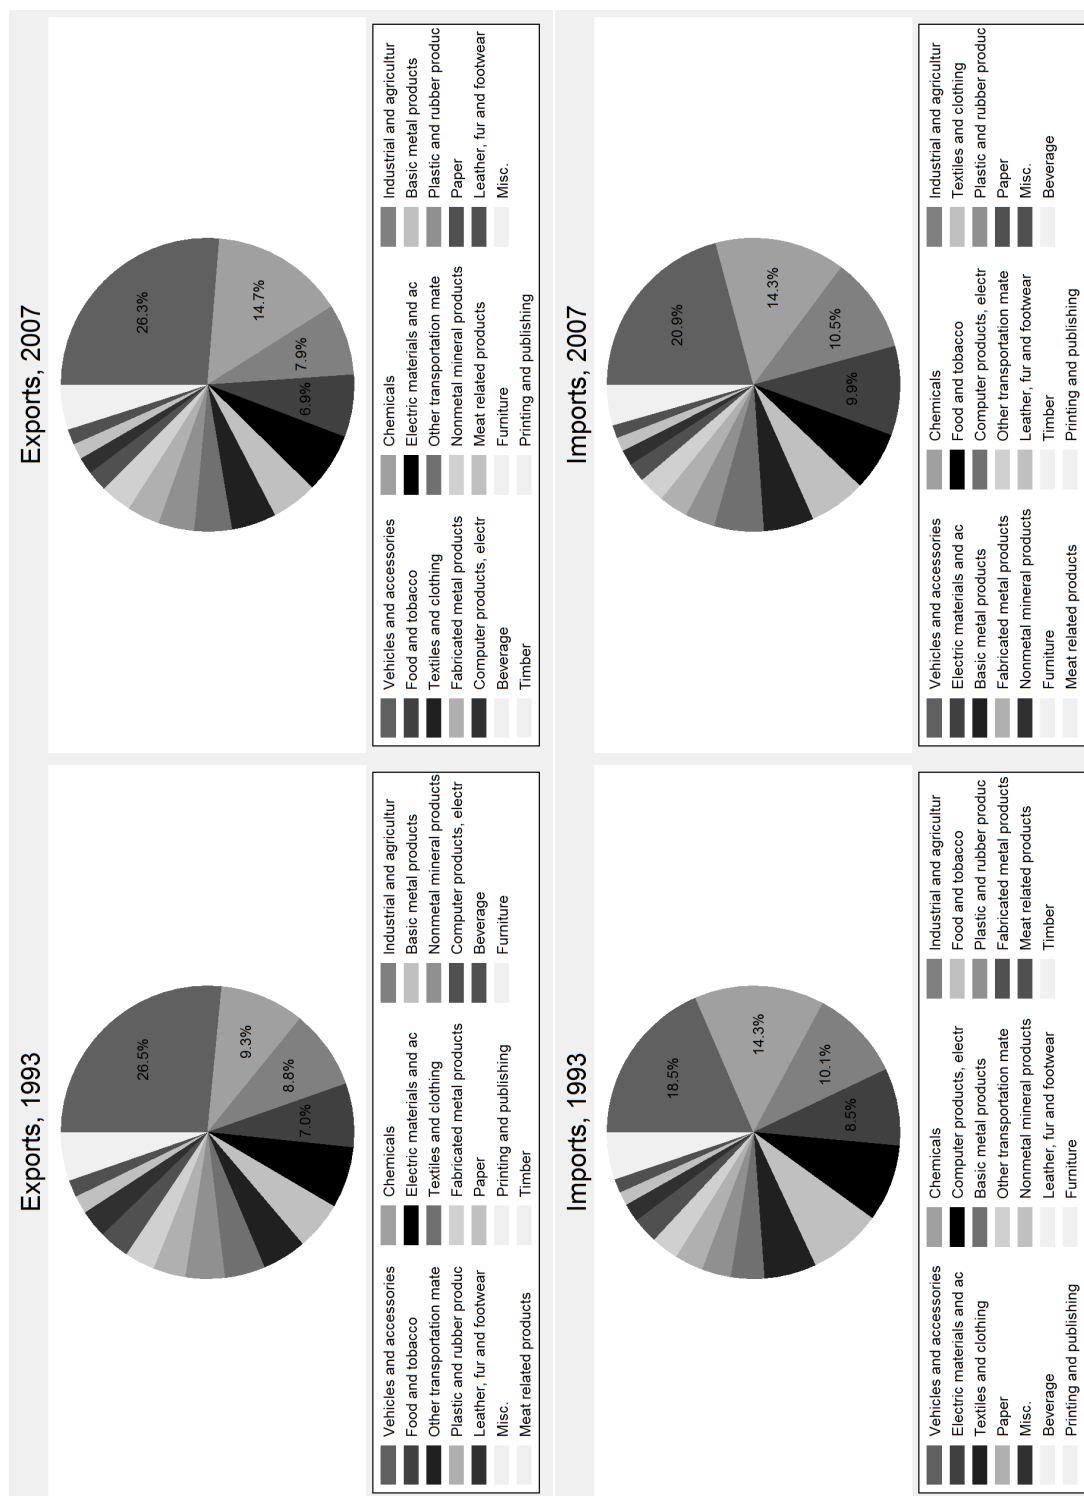 Exports, 1993
26.5%
9.3%
8.8%
7.0%
Vehicles and accessories Chemicals Industrial and agricultur
Food and tobacco Electric materials and ac Basic metal products
Other transportation mate Textiles and clothing Nonmetal mineral products
Plastic and rubber produc Fabricated metal products Computer products, electr
Leather, fur and footwear Paper Beverage
Misc. Printing and publishing Furniture
Meat related products Timber
Exports, 2007
26.3%
14.7%
7.9%
6.9%
Vehicles and accessories Chemicals Industrial and agricultur
Food and tobacco Electric materials and ac Basic metal products
Textiles and clothing Other transportation mate Plastic and rubber produc
Fabricated metal products Nonmetal mineral products Paper
Computer products, electr Meat related products Leather, fur and footwear
Beverage Furniture Misc.
Timber Printing and publishing
Imports, 1993
18.5%
14.3%
10.1%
8.5%
Vehicles and accessories Chemicals Industrial and agricultur
Electric materials and ac Computer products, electr Food and tobacco
Textiles and clothing Basic metal products Plastic and rubber produc
Paper Other transportation mate Fabricated metal products
Misc. Nonmetal mineral products Meat related products
Beverage Leather, fur and footwear Timber
Printing and publishing Furniture
Imports, 2007
20.9%
14.3%
10.5%
9.9%
Vehicles and accessories Chemicals Industrial and agricultur
Electric materials and ac Food and tobacco Textiles and clothing
Basic metal products Computer products, electr Plastic and rubber produc
Fabricated metal products Other transportation mate Paper
Nonmetal mineral products Leather, fur and footwear Misc.
Furniture Timber Beverage
Meat related products Printing and publishing